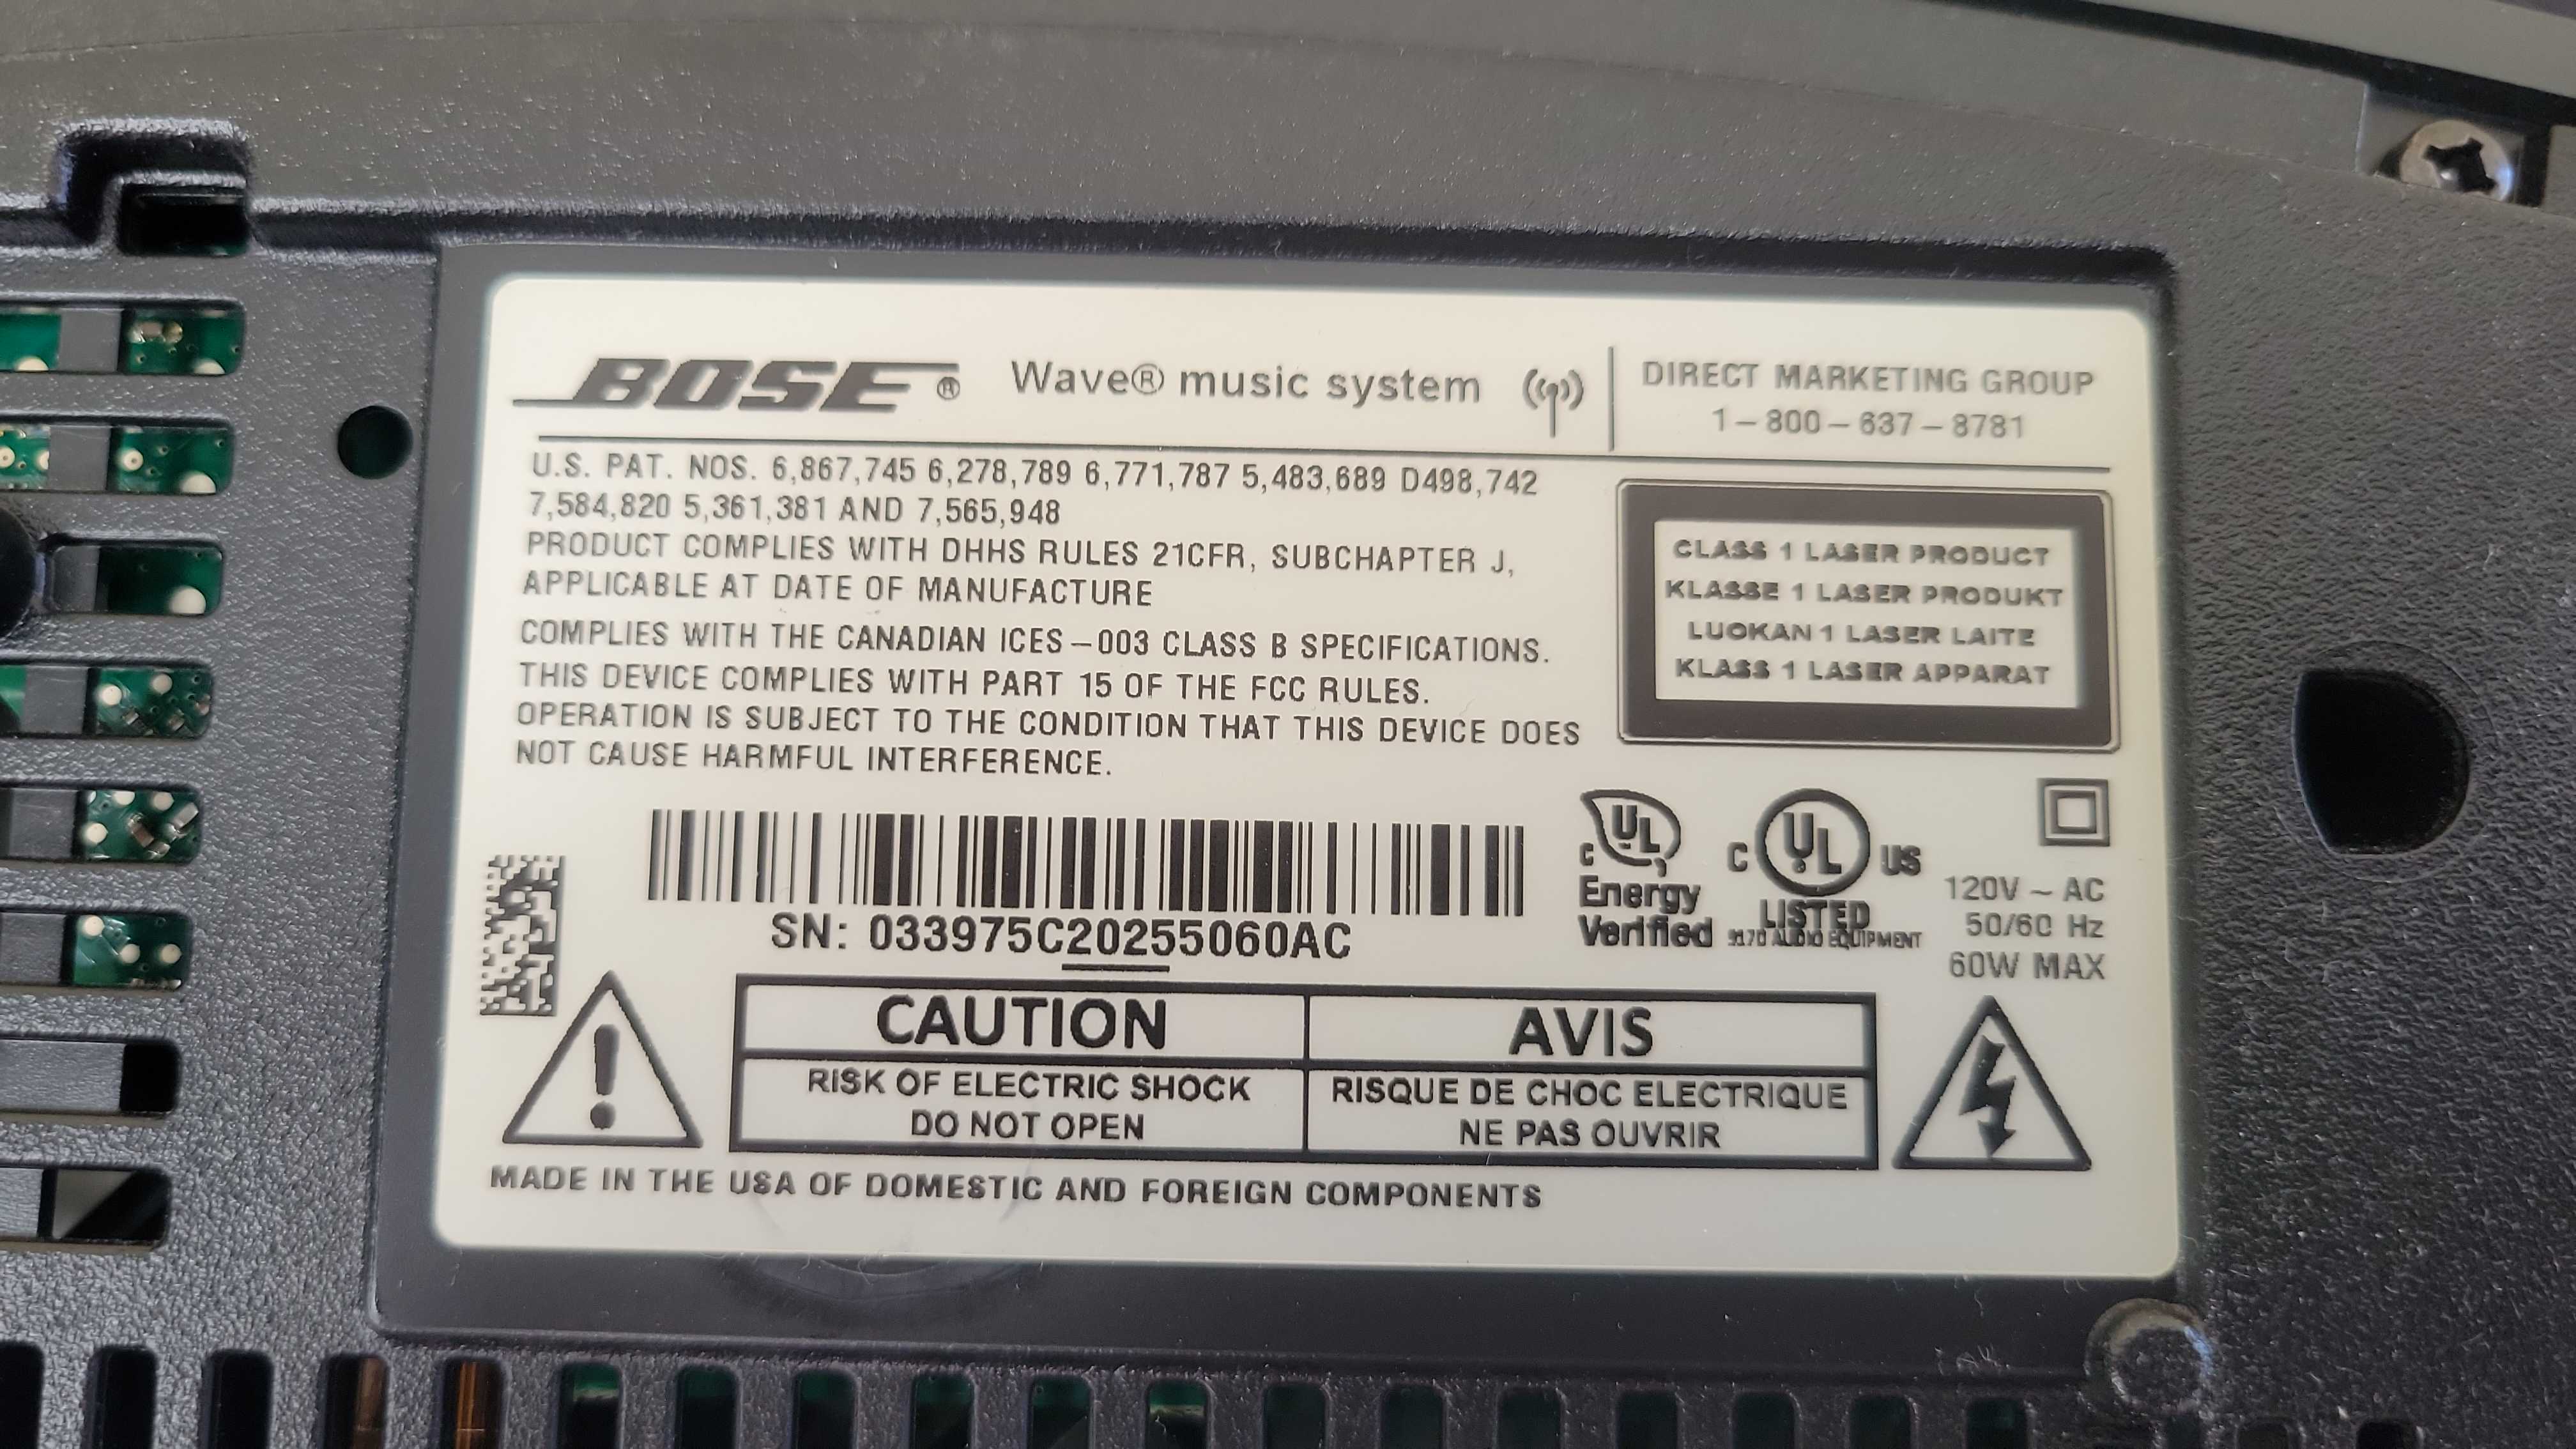 BOSE® Wave® music system
DIRECT MARKETING GROUP
1-800-637-8781
U.S. PAT. NOS. 6,867,745 6,278,789 6,771,787 5,483,689 D498,742
7,584,820 5,361,381 AND 7,565,948
PRODUCT COMPLIES WITH DHHS RULES 21CFR, SUBCHAPTER J,
APPLICABLE AT DATE OF MANUFACTURE
COMPLIES WITH THE CANADIAN ICES-003 CLASS B SPECIFICATIONS.
THIS DEVICE COMPLIES WITH PART 15 OF THE FCC RULES.
OPERATION IS SUBJECT TO THE CONDITION THAT THIS DEVICE DOES
NOT CAUSE HARMFUL INTERFERENCE.
CLASS 1 LASER PRODUCT
KLASSE 1 LASER PRODUKT
LUOKAN 1 LASER LAITE
KLASS 1 LASER APPARAT
SN: 033975C20255060AC
c UL
Energy
Verified
C UL US
LISTED
9170 AUDIO EQUIPMENT
120V ~ AC
50/60 Hz
60W MAX
CAUTION
RISK OF ELECTRIC SHOCK
DO NOT OPEN
AVIS
RISQUE DE CHOC ELECTRIQUE
NE PAS OUVRIR
MADE IN THE USA OF DOMESTIC AND FOREIGN COMPONENTS